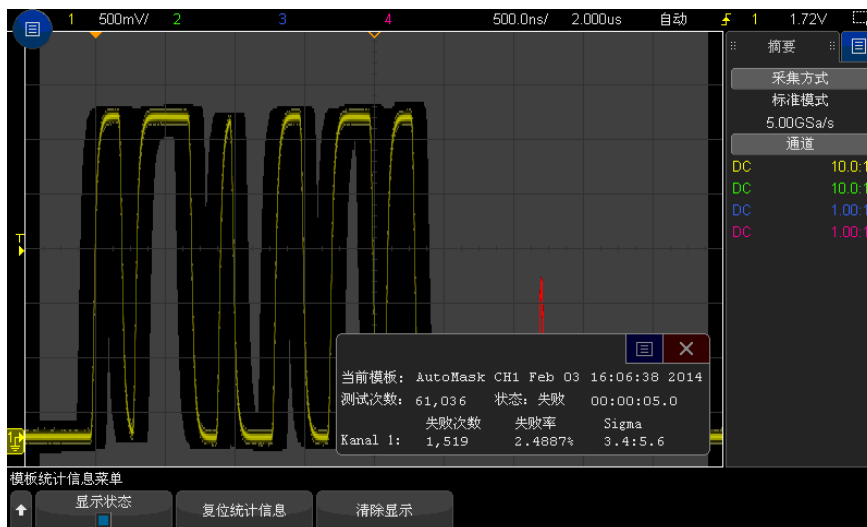 1 500mV/ 2 3 4 500.0ns/ 2.000us 自动 1 1.72V
摘要
采集方式
标准模式
5.00GSa/s
通道
DC 10.0:1
DC 10.0:1
DC 1.00:1
DC 1.00:1
T
1
当前模板: AutoMask CH1 Feb 03 16:06:38 2014
测试次数: 61,036 状态: 失败 00:00:05.0
失败次数 失败率 Sigma
Kanal 1: 1,519 2.4887% 3.4:5.6
模板统计信息菜单
显示状态 复位统计信息 清除显示